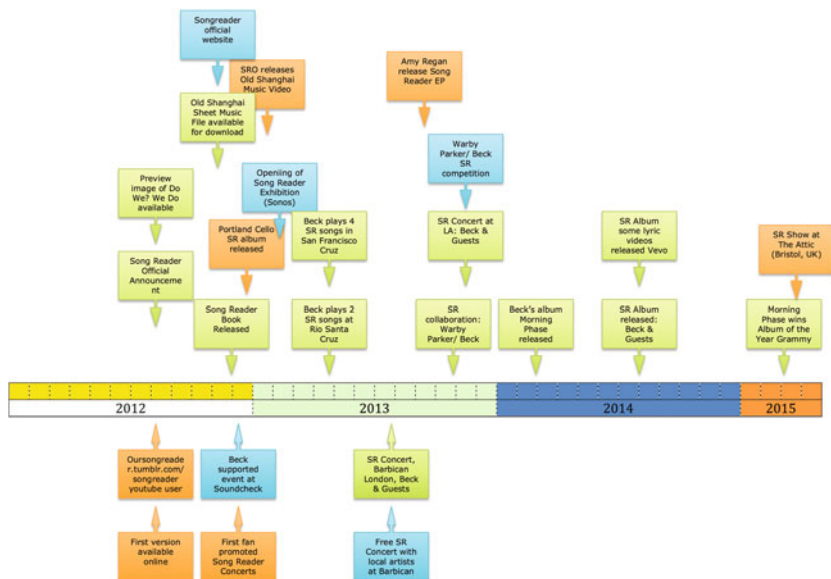 Songreader
official
website
SRO releases
Old Shanghai
Music Video
Old Shanghai
Sheet Music
File available
for download
Amy Regan
release Song
Reader EP
Warby
Parker/ Beck
SR
competition
Preview
image of Do
We? We Do
available
Opening of
Song Reader
Exhibition
(Sonos)
Portland Cello
SR album
released
Beck plays 4
SR songs in
San Francisco
Cruz
SR Concert at
LA: Beck &
Guests
SR Album
some lyric
videos
released Vevo
SR Show at
The Attic
(Bristol, UK)
Song Reader
Official
Announceme
nt
Song Reader
Book
Released
Beck plays 2
SR songs at
Rio Santa
Cruz
SR
collaboration:
Warby
Parker/ Beck
Beck's album
Morning
Phase
released
SR Album
released:
Beck &
Guests
Morning
Phase wins
Album of the
Year Grammy
2012
2013
2014
2015
Oursongreade
r.tumblr.com/
songreader
youtube user
Beck
supported
event at
Soundcheck
SR Concert,
Barbican
London, Beck
& Guests
First version
available
online
First fan
promoted
Song Reader
Concerts
Free SR
Concert with
local artists
at Barbican